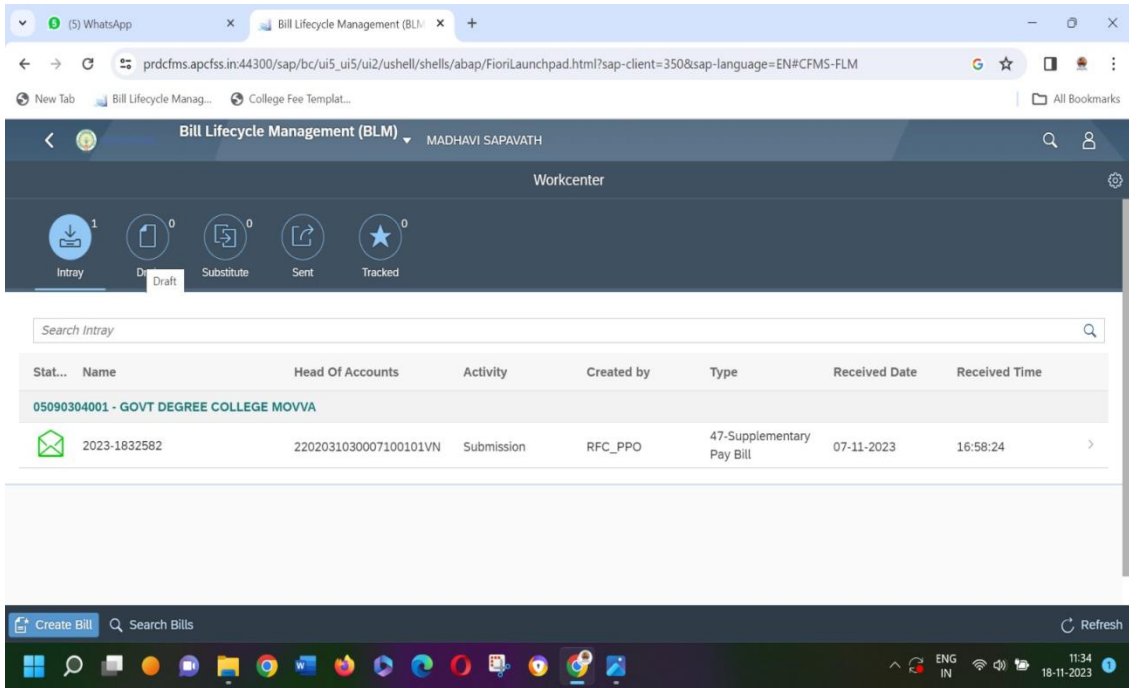 (5) WhatsApp
Bill Lifecycle Management (BLM
prdcfms.apcfss.in:44300/sap/bc/ui5_ui5/ui2/ushell/shells/abap/FioriLaunchpad.html?sap-client=350&sap-language=EN#CFMS-FLM
New Tab Bill Lifecycle Manag... College Fee Templat... All Bookmarks
Bill Lifecycle Management (BLM) MADHAVI SAPAVATH
Workcenter
1 0 0 0
Intray Substitute Sent Tracked
Draft
Search Intray
Stat... Name Head Of Accounts Activity Created by Type Received Date Received Time
05090304001 - GOVT DEGREE COLLEGE MOVVA
2023-1832582 2202031030007100101VN Submission RFC_PPO 47-Supplementary Pay Bill 07-11-2023 16:58:24
Create Bill Search Bills Refresh
ENG 11:34
IN 18-11-2023 1